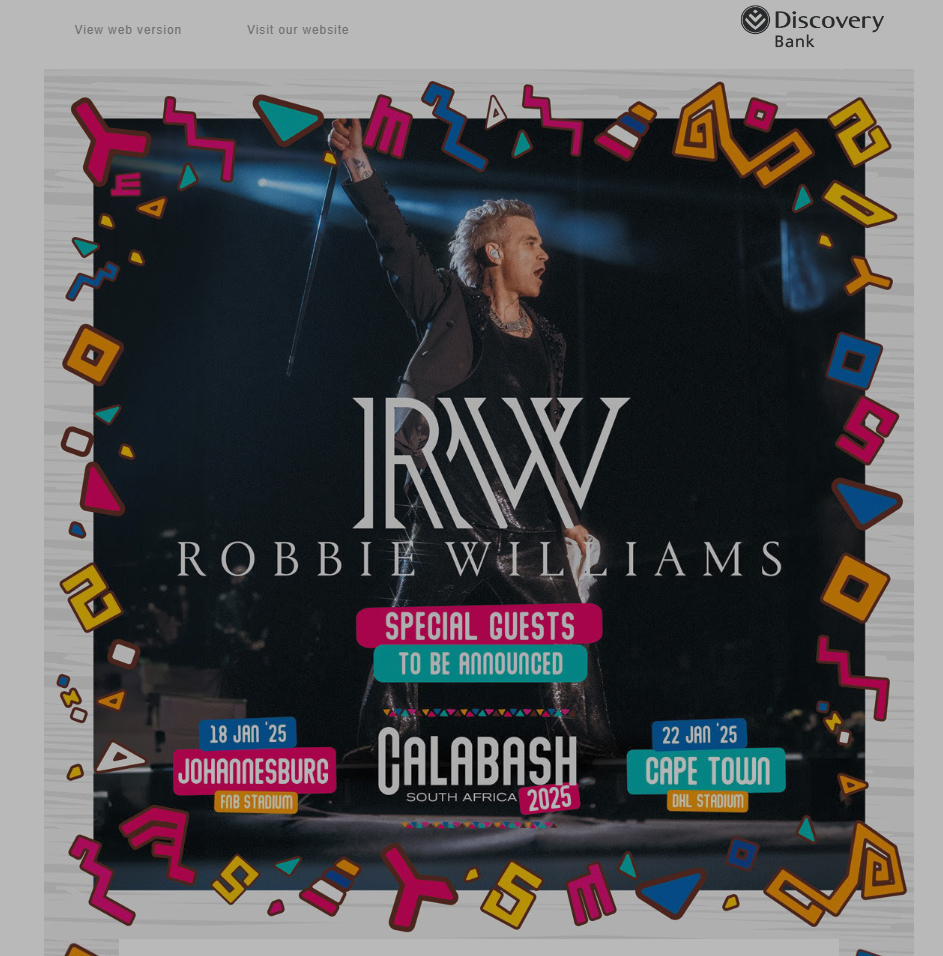 View web version
Visit our website
Discovery
Bank
RW
ROBBIE WILLIAMS
SPECIAL GUESTS
TO BE ANNOUNCED
18 JAN '25
JOHANNESBURG
FNB STADIUM
CALABASH
SOUTH AFRICA 2025
22 JAN '25
CAPE TOWN
DHL STADIUM